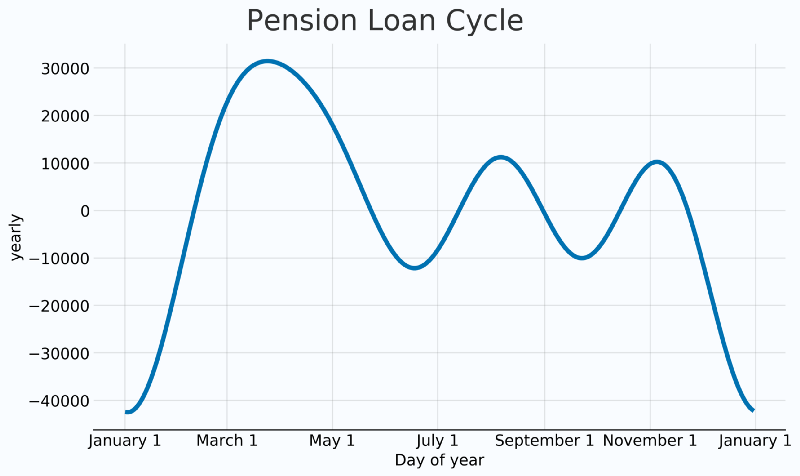 Pension Loan Cycle
30000
20000
10000
0
−10000
−20000
−30000
−40000
yearly
January 1 March 1 May 1 July 1 September 1 November 1 January 1
Day of year